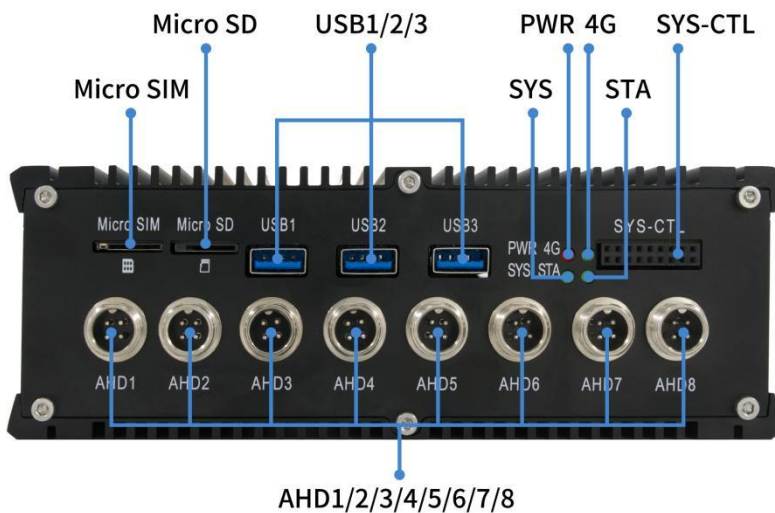 Micro SD USB1/2/3 PWR 4G SYS-CTL
Micro SIM SYS STA
Micro SIM Micro SD USB1 USB2 USB3 SYS-CTL
PWR 4G
SYS STA
AHD1 AHD2 AHD3 AHD4 AHD5 AHD6 AHD7 AHD8
AHD1/2/3/4/5/6/7/8